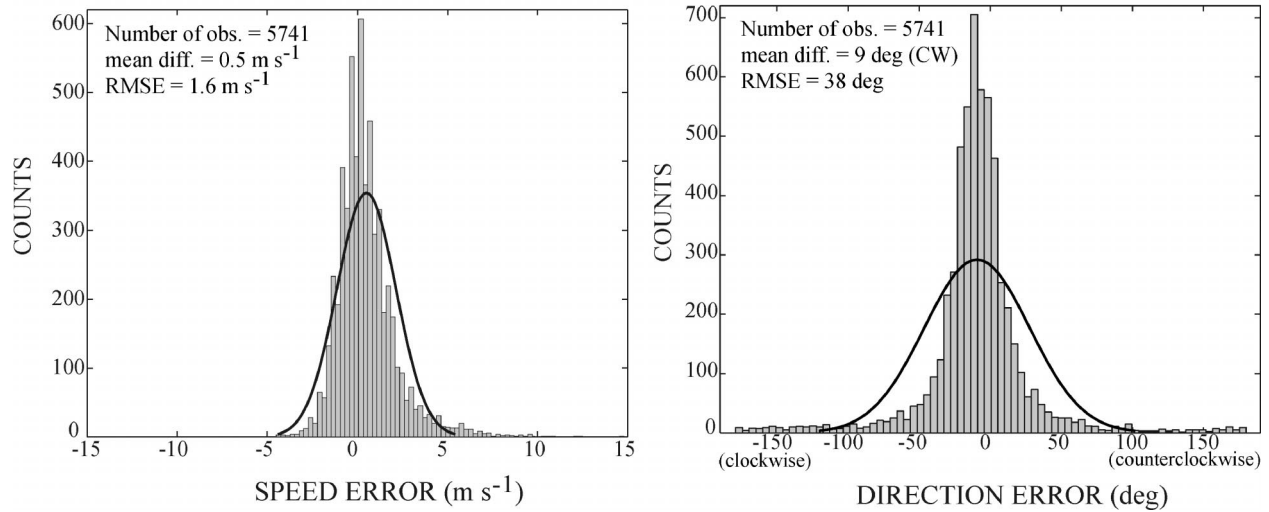 Number of obs. = 5741
mean diff. = 0.5 m s-1
RMSE = 1.6 m s-1
COUNTS
600
500
400
300
200
100
0
-15 -10 -5 0 5 10 15
SPEED ERROR (m s-1)
Number of obs. = 5741
mean diff. = 9 deg (CW)
RMSE = 38 deg
COUNTS
700
600
500
400
300
200
100
0
-150 -100 -50 0 50 100 150
(clockwise) (counterclockwise)
DIRECTION ERROR (deg)